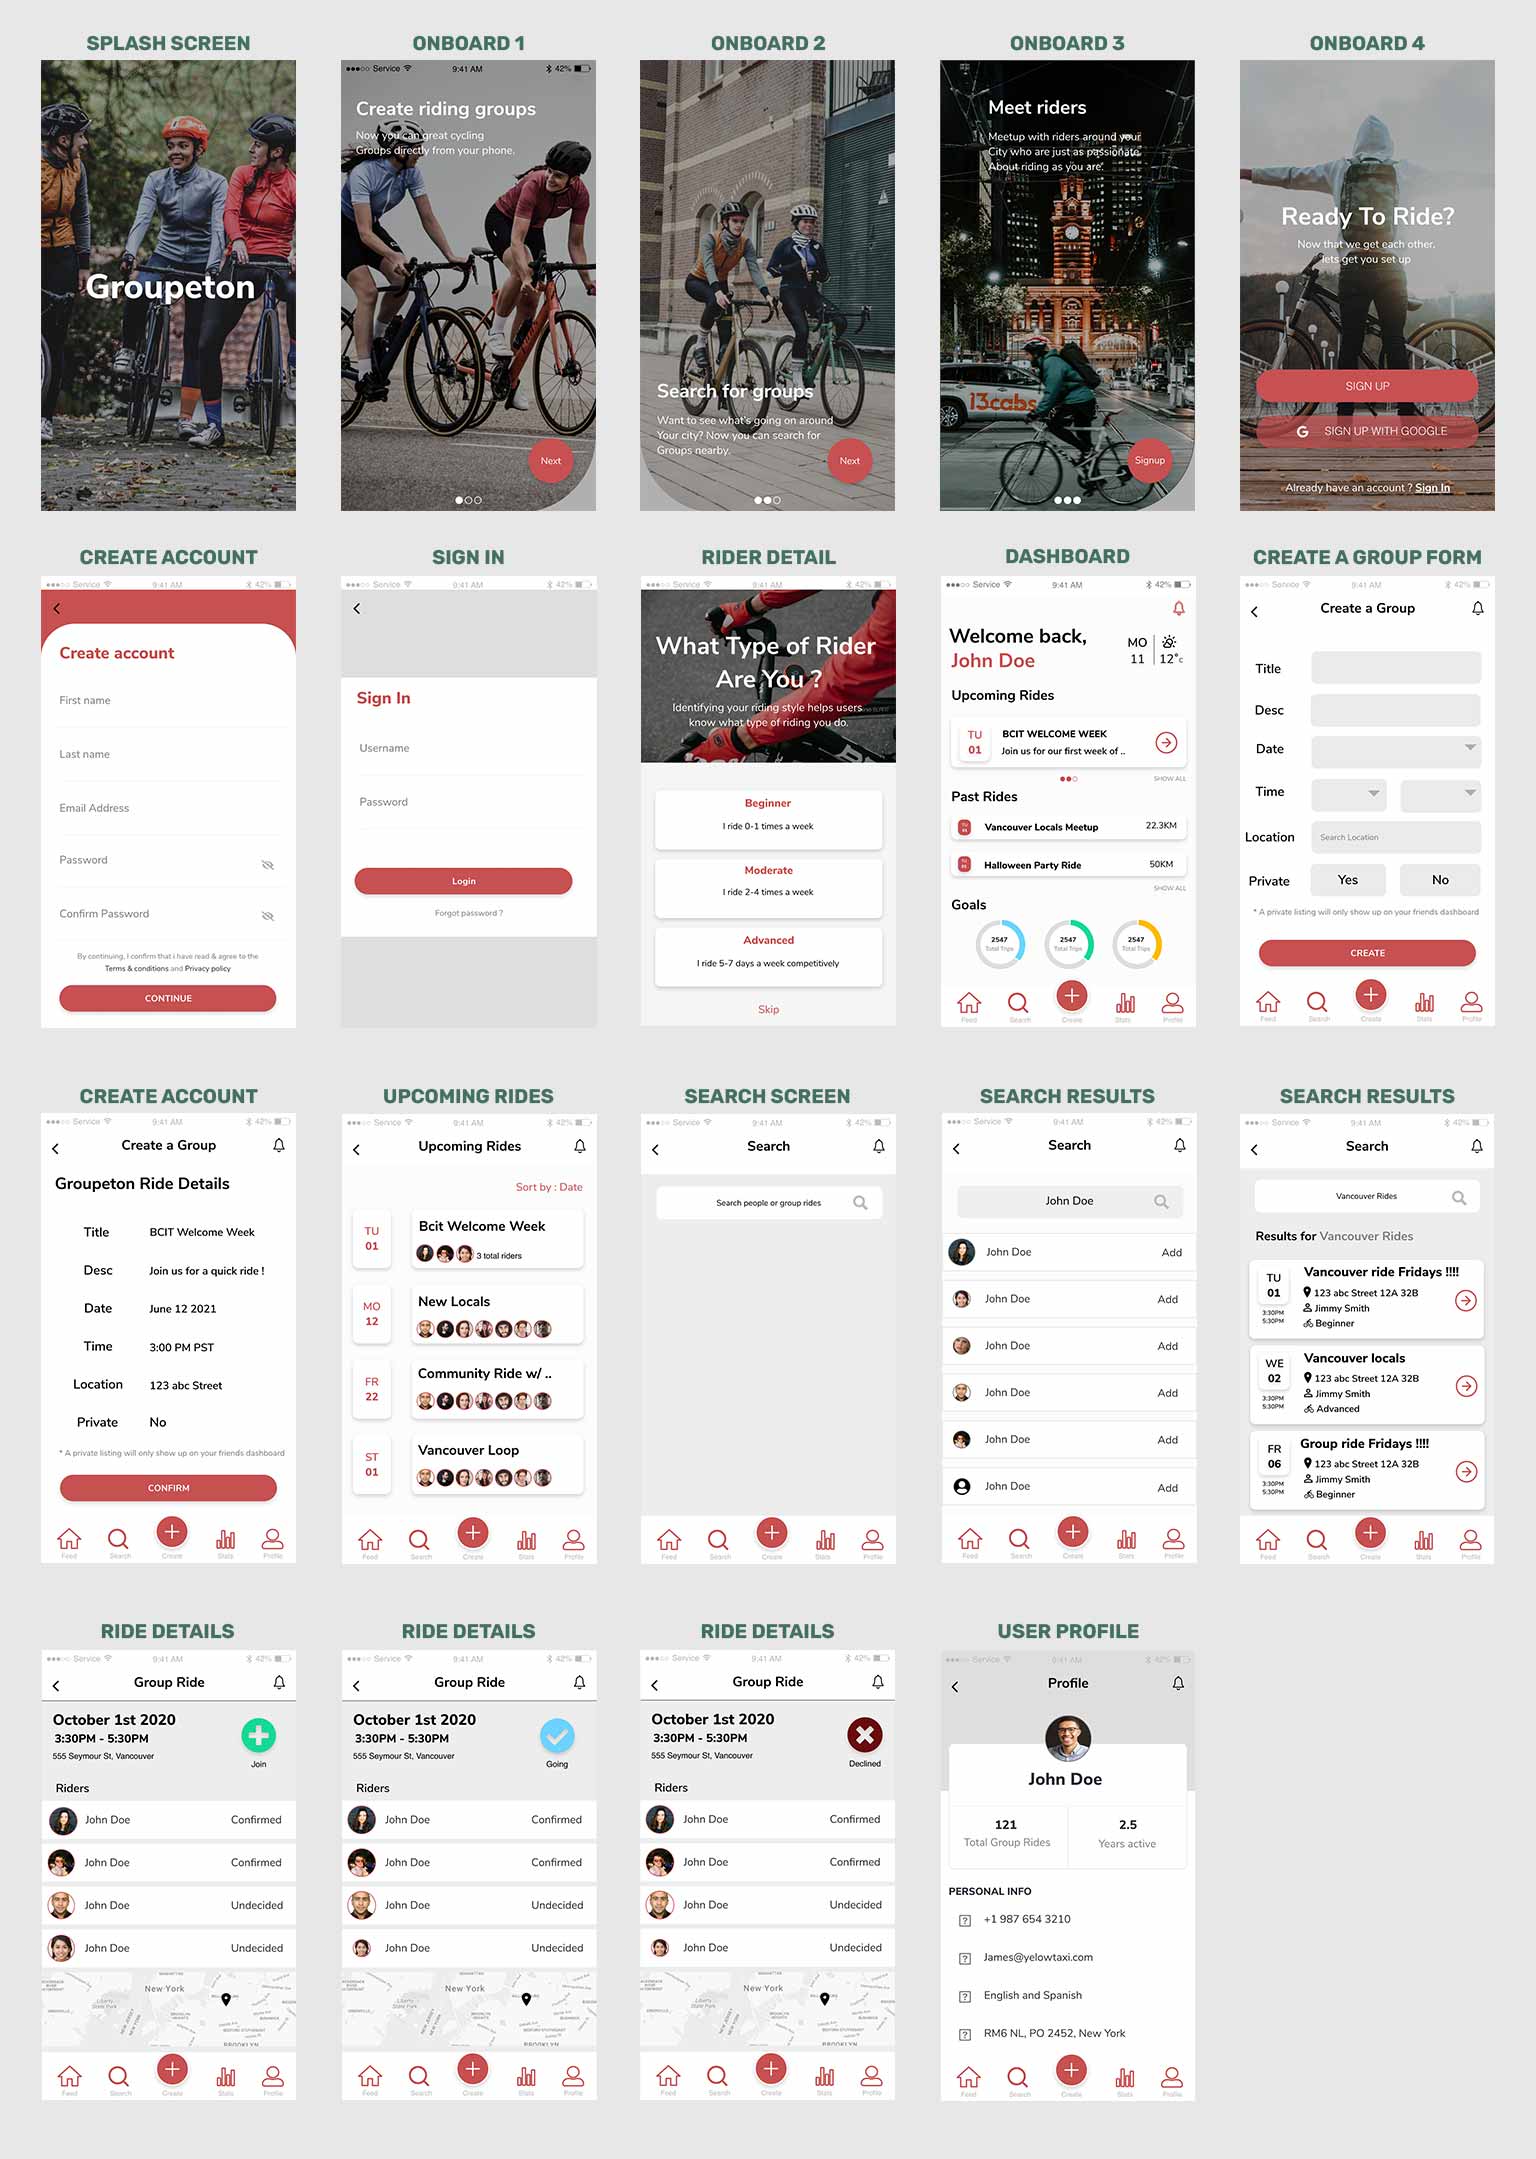 SPLASH SCREEN
Groupeton
ONBOARD 1
Service 9:41 AM 42%
Create riding groups
Now you can great cycling
Groups directly from your phone.
Next
ONBOARD 2
Search for groups
Want to see what's going on around
Your city? Now you can search for
Groups nearby.
Next
ONBOARD 3
Meet riders
Meetup with riders around your
City who are just as passionate
About riding as you are.
13cabs
Signup
ONBOARD 4
Ready To Ride?
Now that we get each other.
lets get you set up
SIGN UP
G SIGN UP WITH GOOGLE
Already have an account ? Sign In
CREATE ACCOUNT
Service 9:41 AM 42%
Create account
First name
Last name
Email Address
Password
Confirm Password
By continuing, I confirm that i have read & agree to the
Terms & conditions and Privacy policy
CONTINUE
SIGN IN
Service 9:41 AM 42%
Sign In
Username
Password
Login
Forgot password ?
RIDER DETAIL
Service 9:41 AM 42%
What Type of Rider
Are You ?
Identifying your riding style helps users
know what type of riding you do.
Beginner
I ride 0-1 times a week
Moderate
I ride 2-4 times a week
Advanced
I ride 5-7 days a week competitively
Skip
DASHBOARD
Service 9:41 AM 42%
Welcome back,
John Doe
MO
11
12°c
Upcoming Rides
TU
01
BCIT WELCOME WEEK
Join us for our first week of ..
SHOW ALL
Past Rides
Vancouver Locals Meetup 22.3KM
Halloween Party Ride 50KM
SHOW ALL
Goals
2547 2547 2547
Total Trips Total Trips Total Trips
Feed Search Create Stats Profile
CREATE A GROUP FORM
Service 9:41 AM 42%
Create a Group
Title
Desc
Date
Time
Location Search Location
Private Yes No
* A private listing will only show up on your friends dashboard
CREATE
Feed Search Create Stats Profile
CREATE ACCOUNT
Service 9:41 AM 42%
Create a Group
Groupeton Ride Details
Title BCIT Welcome Week
Desc Join us for a quick ride !
Date June 12 2021
Time 3:00 PM PST
Location 123 abc Street
Private No
* A private listing will only show up on your friends dashboard
CONFIRM
Feed Search Create Stats Profile
UPCOMING RIDES
Service 9:41 AM 42%
Upcoming Rides
Sort by : Date
TU
01
Bcit Welcome Week
3 total riders
MO
12
New Locals
FR
22
Community Ride w/ ..
ST
01
Vancouver Loop
Feed Search Create Stats Profile
SEARCH SCREEN
Service 9:41 AM 42%
Search
Search people or group rides
Feed Search Create Stats Profile
SEARCH RESULTS
Service 9:41 AM 42%
Search
John Doe
John Doe Add
John Doe Add
John Doe Add
John Doe Add
John Doe Add
John Doe Add
Feed Search Create Stats Profile
SEARCH RESULTS
Service 9:41 AM 42%
Search
Vancouver Rides
Results for Vancouver Rides
TU
01
3:30PM
5:30PM
Vancouver ride Fridays !!!!
123 abc Street 12A 32B
Jimmy Smith
Beginner
WE
02
3:30PM
5:30PM
Vancouver locals
123 abc Street 12A 32B
Jimmy Smith
Advanced
FR
06
3:30PM
5:30PM
Group ride Fridays !!!!
123 abc Street 12A 32B
Jimmy Smith
Beginner
Feed Search Create Stats Profile
RIDE DETAILS
Service 9:41 AM 42%
Group Ride
October 1st 2020
3:30PM - 5:30PM
555 Seymour St, Vancouver
Join
Riders
John Doe Confirmed
John Doe Confirmed
John Doe Undecided
John Doe Undecided
New York
Liberty
State Park
BROOKLYN
Feed Search Create Stats Profile
RIDE DETAILS
Service 9:41 AM 42%
Group Ride
October 1st 2020
3:30PM - 5:30PM
555 Seymour St, Vancouver
Going
Riders
John Doe Confirmed
John Doe Confirmed
John Doe Undecided
John Doe Undecided
New York
Liberty
State Park
BROOKLYN
Feed Search Create Stats Profile
RIDE DETAILS
Service 9:41 AM 42%
Group Ride
October 1st 2020
3:30PM - 5:30PM
555 Seymour St, Vancouver
Declined
Riders
John Doe Confirmed
John Doe Confirmed
John Doe Undecided
John Doe Undecided
New York
Liberty
State Park
BROOKLYN
Feed Search Create Stats Profile
USER PROFILE
Service 9:41 AM 42%
Profile
John Doe
121
Total Group Rides
2.5
Years active
PERSONAL INFO
? +1 987 654 3210
? James@yelowtaxi.com
? English and Spanish
? RM6 NL, PO 2452, New York
Feed Search Create Stats Profile